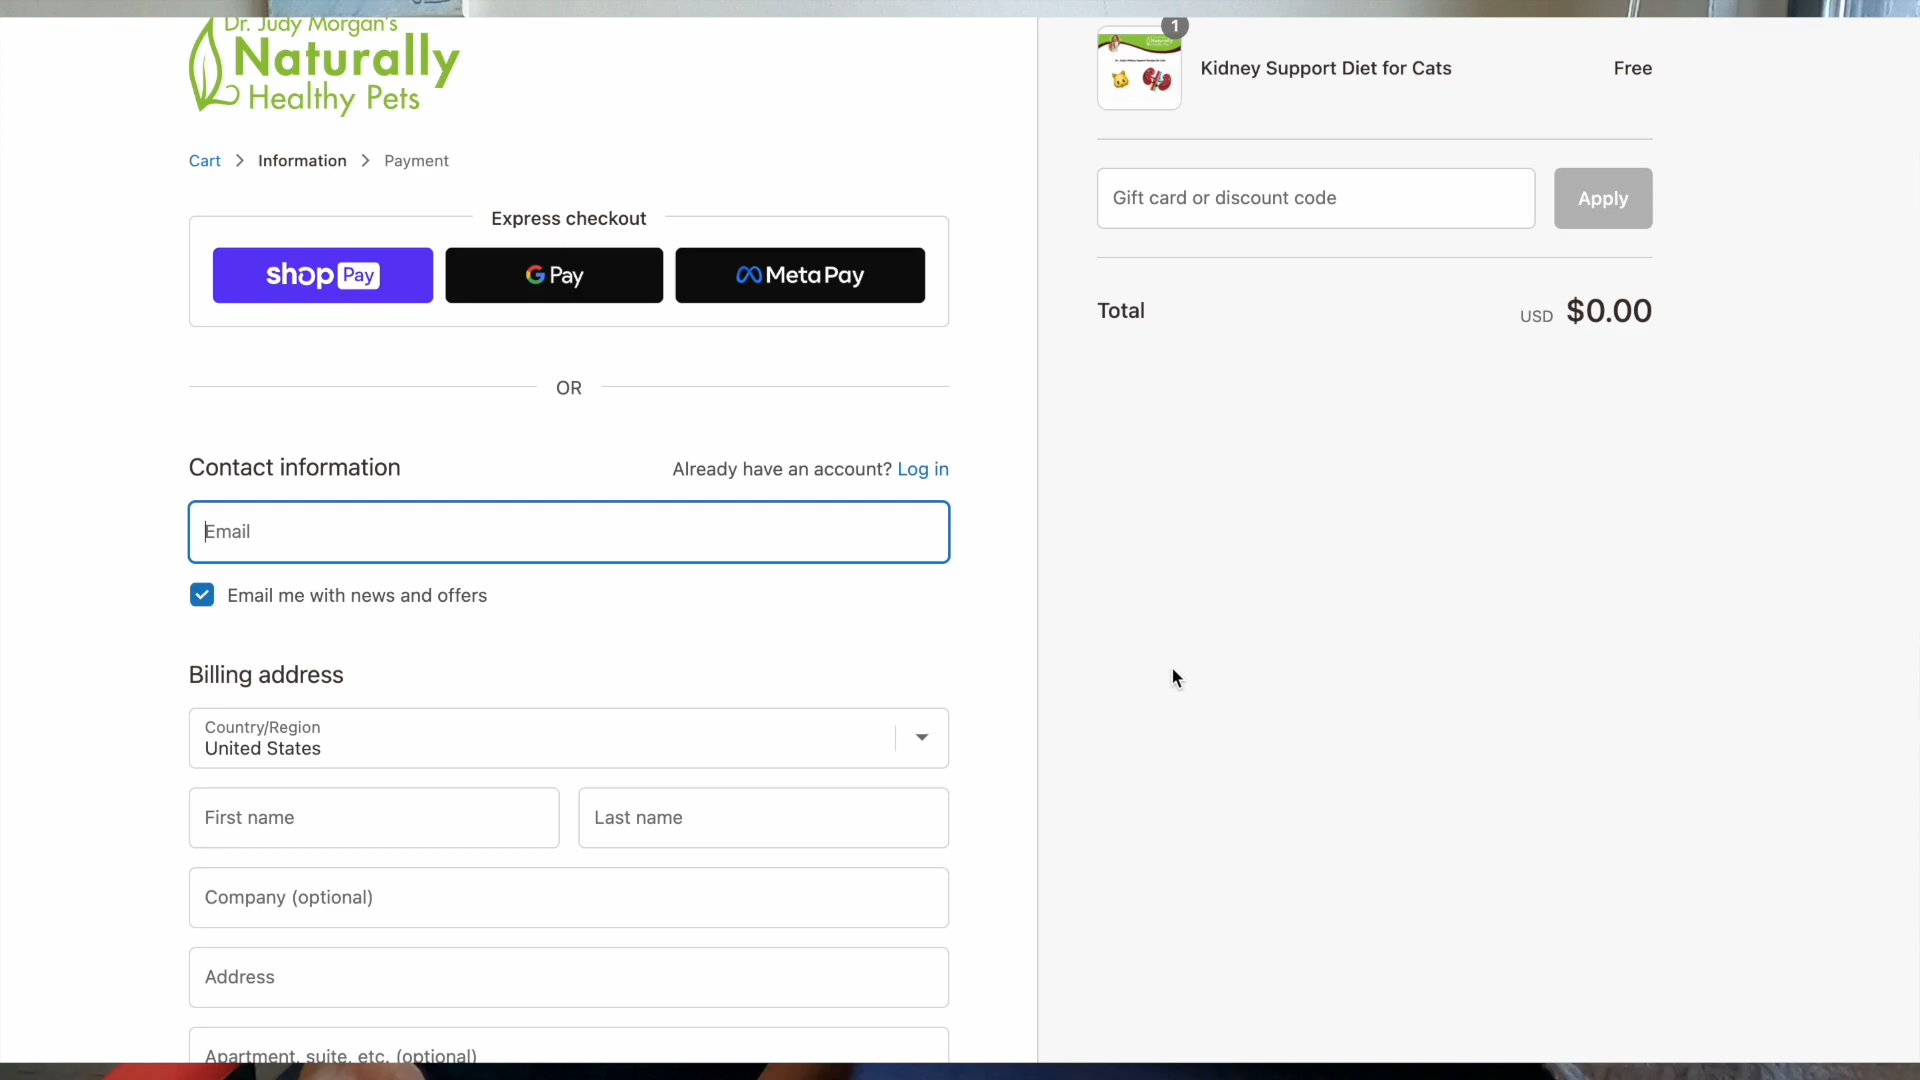 Dr. Judy Morgan's
Naturally
Healthy Pets
Cart > Information > Payment
Express checkout
shop Pay
G Pay
Meta Pay
OR
Contact information
Already have an account? Log in
Email
Email me with news and offers
Billing address
Country/Region
United States
First name
Last name
Company (optional)
Address
Apartment, suite, etc. (optional)
1
Kidney Support Diet for Cats
Free
Gift card or discount code
Apply
Total
USD $0.00